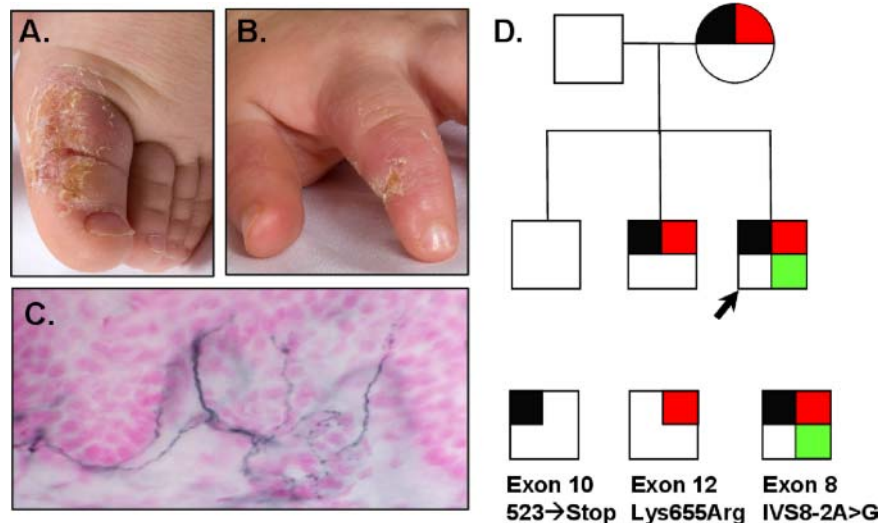 A.
B.
D.
C.
Exon 10
523→Stop
Exon 12
Lys655Arg
Exon 8
IVS8-2A>G